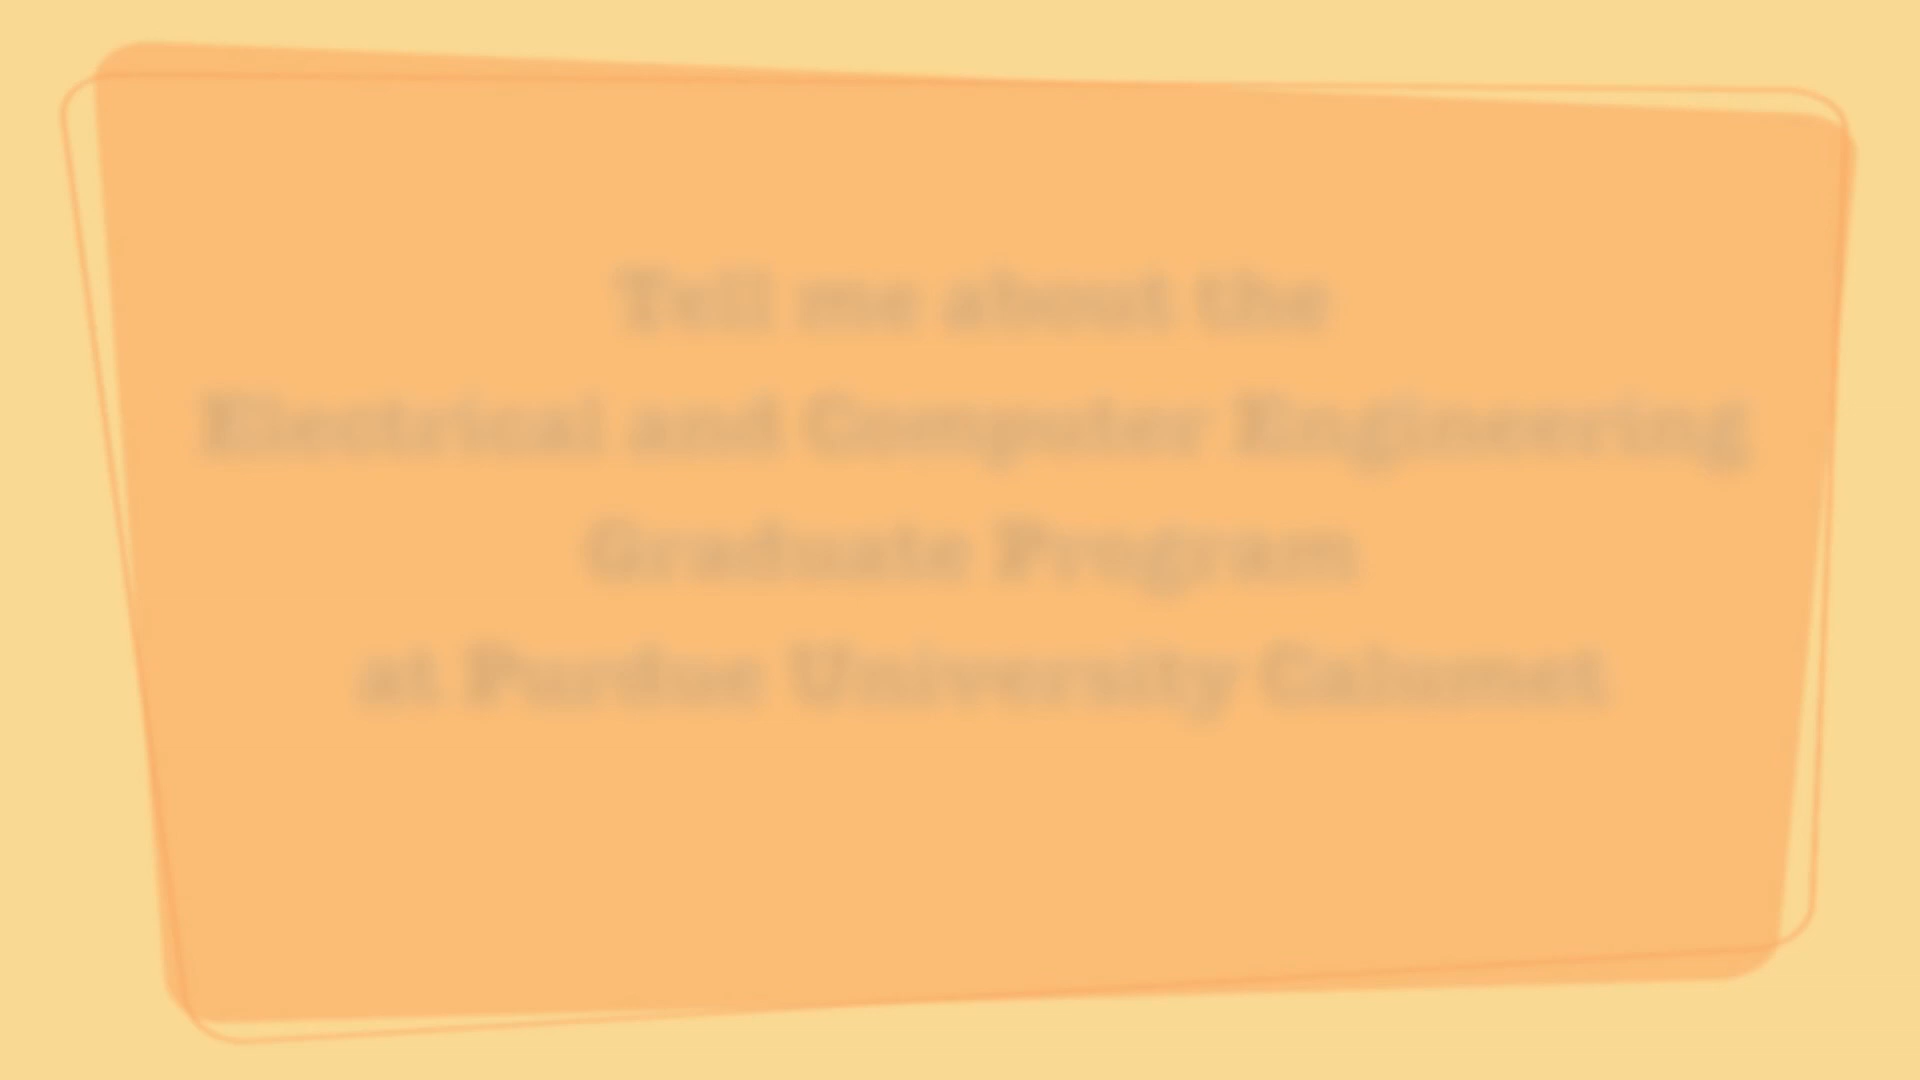 Tell me about the
Electrical and Computer Engineering
Graduate Program
at Purdue University Calumet